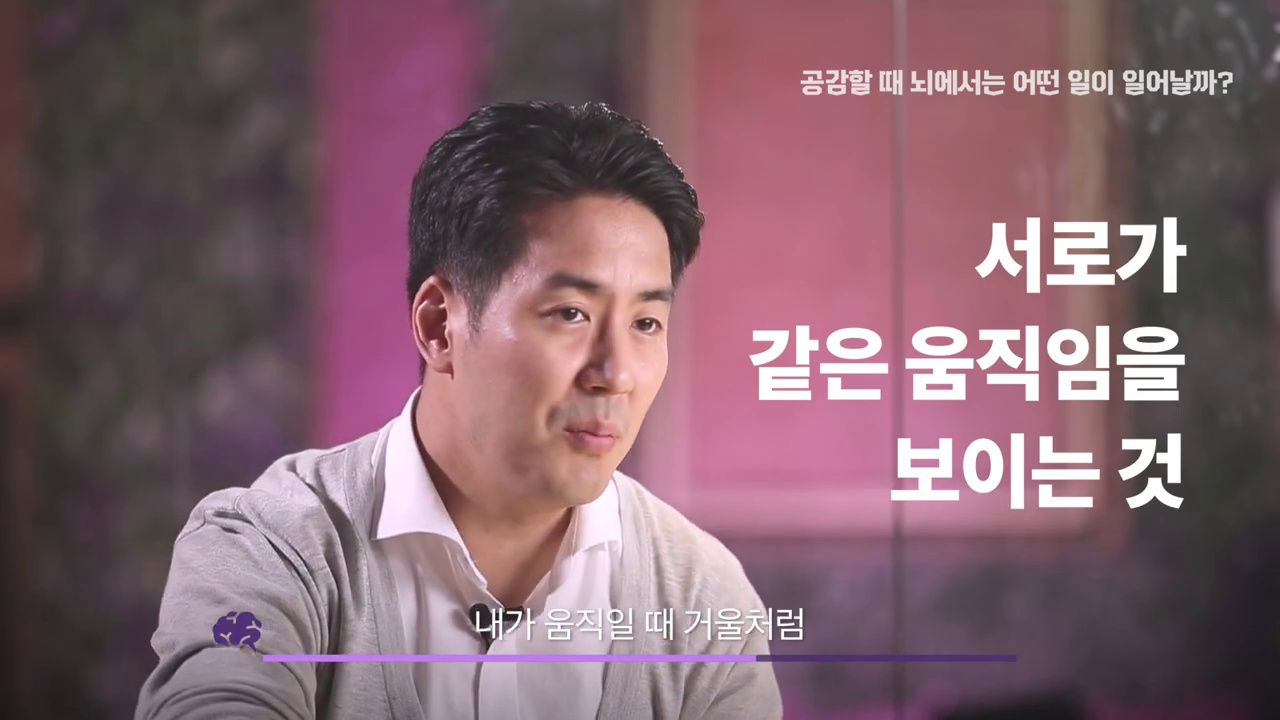 공감할 때 뇌에서는 어떤 일이 일어날까?
서로가
같은 움직임을
보이는 것
내가 움직일 때 거울처럼